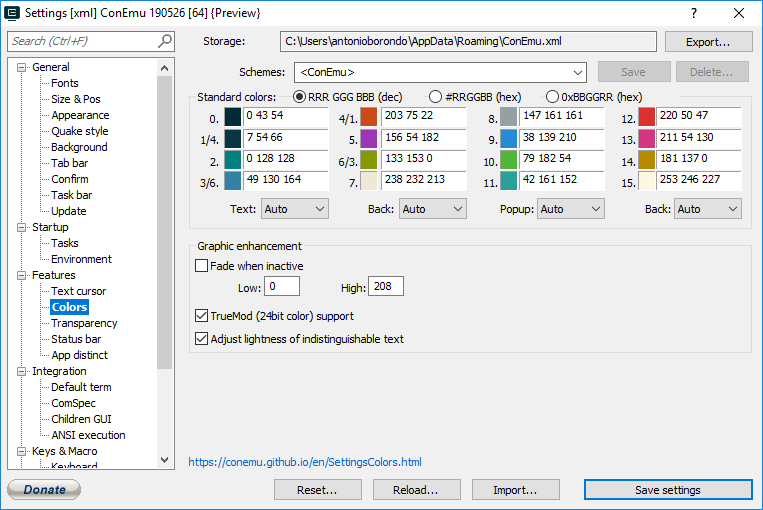 Settings [xml] ConEmu 190526 [64] {Preview}
Search (Ctrl+F)
General
Fonts
Size & Pos
Appearance
Quake style
Background
Tab bar
Confirm
Task bar
Update
Startup
Tasks
Environment
Features
Text cursor
Colors
Transparency
Status bar
App distinct
Integration
Default term
ComSpec
Children GUI
ANSI execution
Keys & Macro
Keyboard
Storage: C:\Users\antonioborondo\AppData\Roaming\ConEmu.xml Export...
Schemes: <ConEmu> Save Delete...
Standard colors: RRR GGG BBB (dec) #RRGGBB (hex) 0xBBGGRR (hex)
0. 0 43 54 4/1. 203 75 22 8. 147 161 161 12. 220 50 47
1/4. 7 54 66 5. 156 54 182 9. 38 139 210 13. 211 54 130
2. 0 128 128 6/3. 133 153 0 10. 79 182 54 14. 181 137 0
3/6. 49 130 164 7. 238 232 213 11. 42 161 152 15. 253 246 227
Text: Auto Back: Auto Popup: Auto Back: Auto
Graphic enhancement
Fade when inactive
Low: 0 High: 208
TrueMod (24bit color) support
Adjust lightness of indistinguishable text
https://conemu.github.io/en/SettingsColors.html
Donate Reset... Reload... Import... Save settings